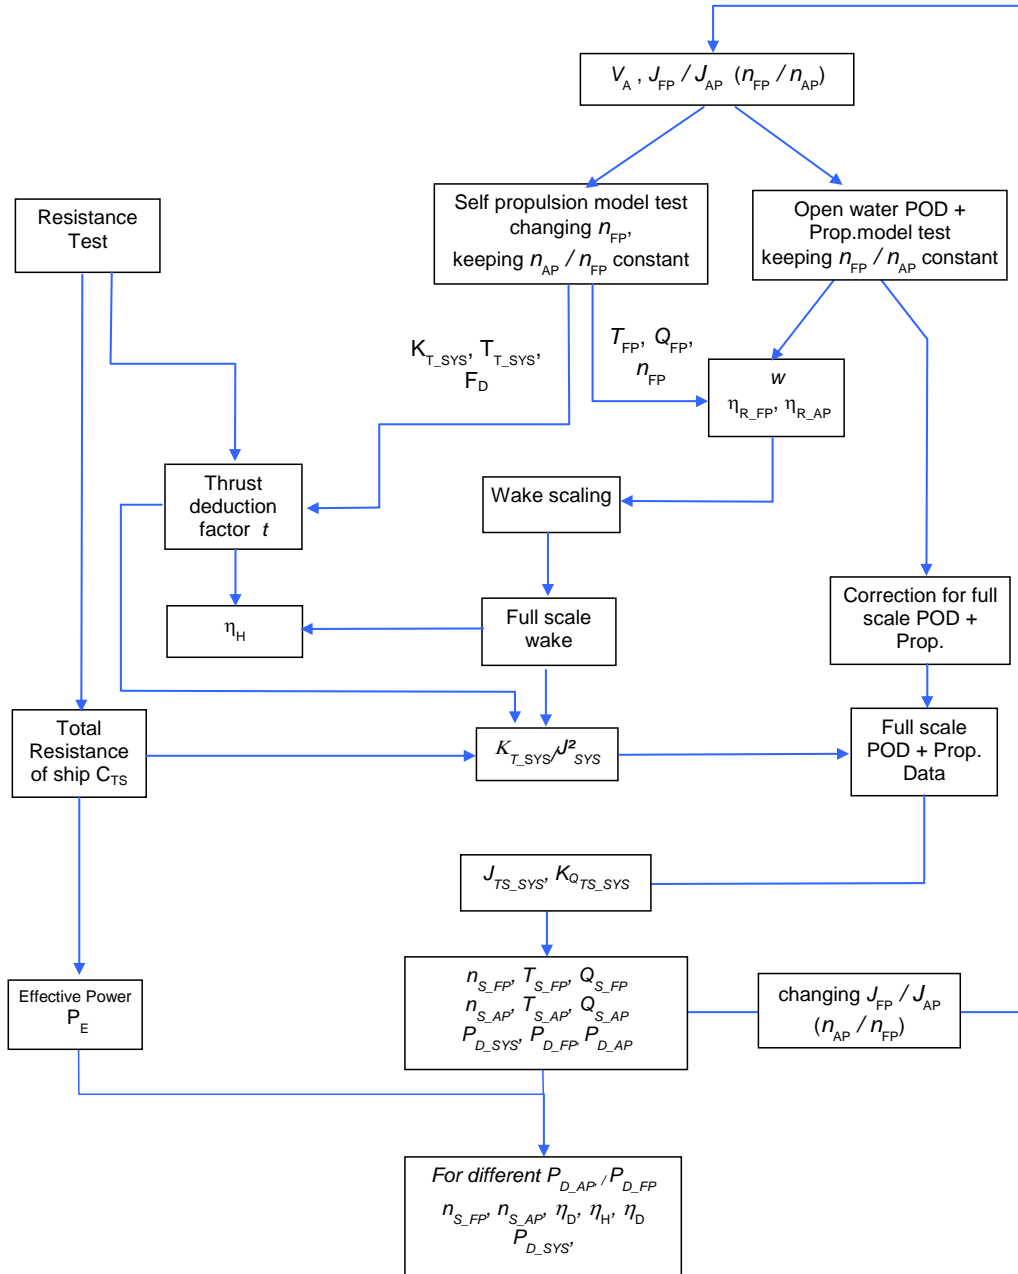 V_A , J_FP / J_AP (n_FP / n_AP)
Self propulsion model test
changing n_FP,
keeping n_AP / n_FP constant
Open water POD +
Prop.model test
keeping n_FP / n_AP constant
Resistance
Test
K_T_SYS, T_T_SYS,
F_D
T_FP, Q_FP,
n_FP
w
η_R_FP, η_R_AP
Thrust
deduction
factor t
Wake scaling
η_H
Full scale
wake
Correction for full
scale POD +
Prop.
Total
Resistance
of ship C_TS
K_T_SYS/J²_SYS
Full scale
POD + Prop.
Data
J_TS_SYS, K_Q_TS_SYS
Effective Power
P_E
n_S_FP, T_S_FP, Q_S_FP
n_S_AP, T_S_AP, Q_S_AP
P_D_SYS, P_D_FP, P_D_AP
changing J_FP / J_AP
(n_AP / n_FP)
For different P_D_AP, / P_D_FP
n_S_FP, n_S_AP, η_D, η_H, η_D
P_D_SYS,